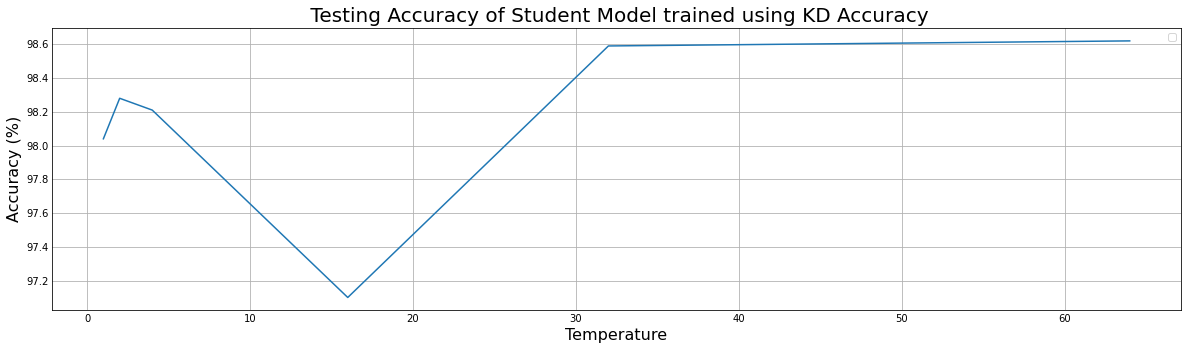 Testing Accuracy of Student Model trained using KD Accuracy
98.6
98.4
98.2
98.0
97.8
97.6
97.4
97.2
Accuracy (%)
0 10 20 30 40 50 60
Temperature